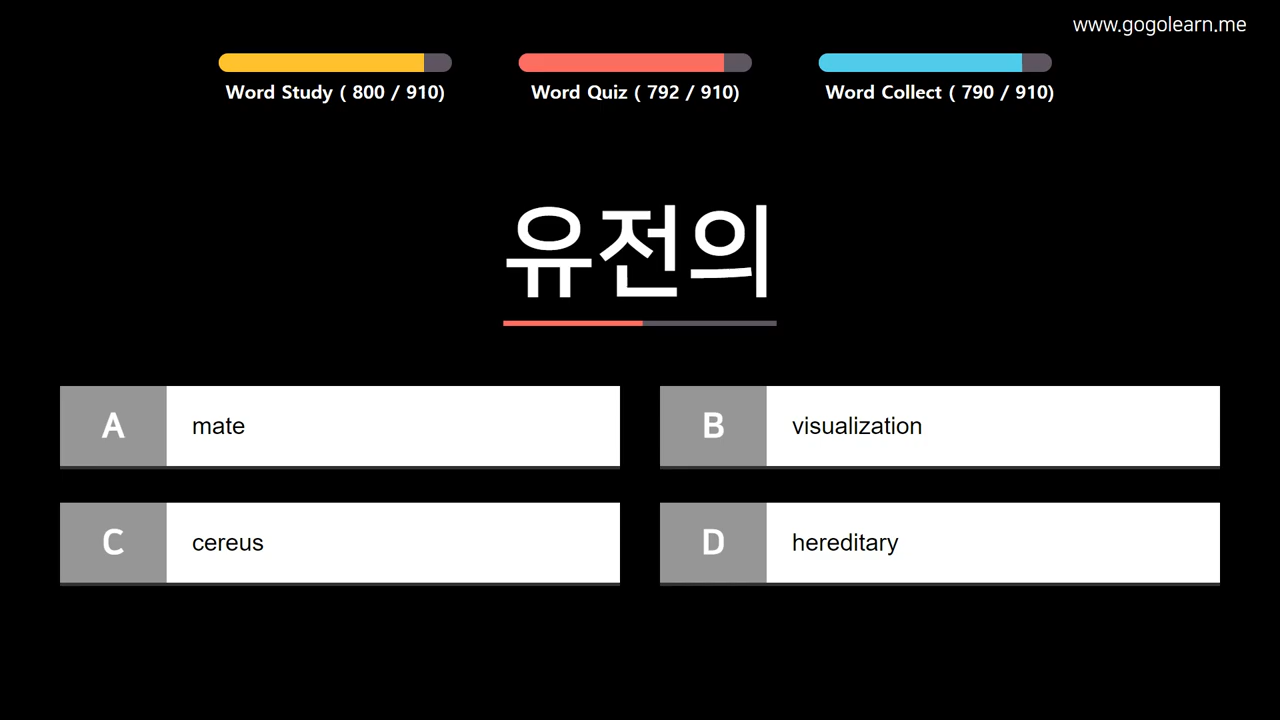 www.gogolearn.me
Word Study ( 800 / 910)
Word Quiz ( 792 / 910)
Word Collect ( 790 / 910)
유전의
A mate
B visualization
C cereus
D hereditary